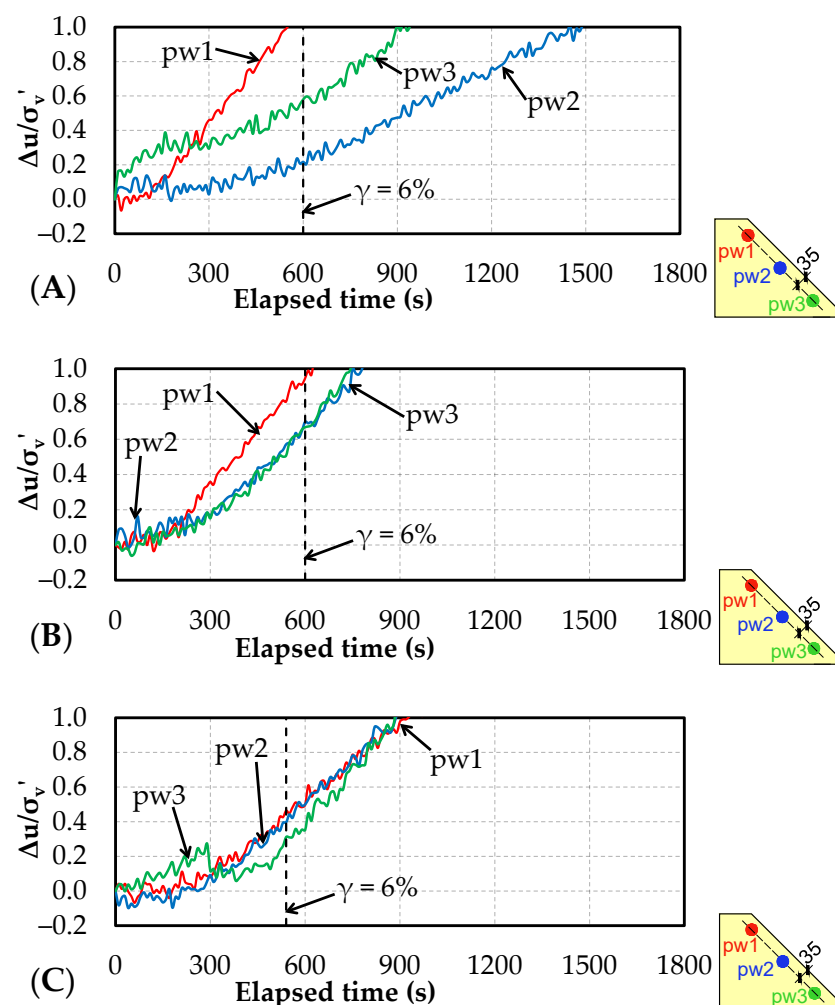 1.0
0.8
0.6
0.4
0.2
0.0
–0.2
Δu/σv'
pw1
pw3
pw2
γ = 6%
0 300 600 900 1200 1500 1800
Elapsed time (s)
(A)
pw1
pw2
pw3
35
1.0
0.8
0.6
0.4
0.2
0.0
–0.2
Δu/σv'
pw1
pw3
pw2
γ = 6%
0 300 600 900 1200 1500 1800
Elapsed time (s)
(B)
pw1
pw2
pw3
35
1.0
0.8
0.6
0.4
0.2
0.0
–0.2
Δu/σv'
pw2
pw1
pw3
γ = 6%
0 300 600 900 1200 1500 1800
Elapsed time (s)
(C)
pw1
pw2
pw3
35